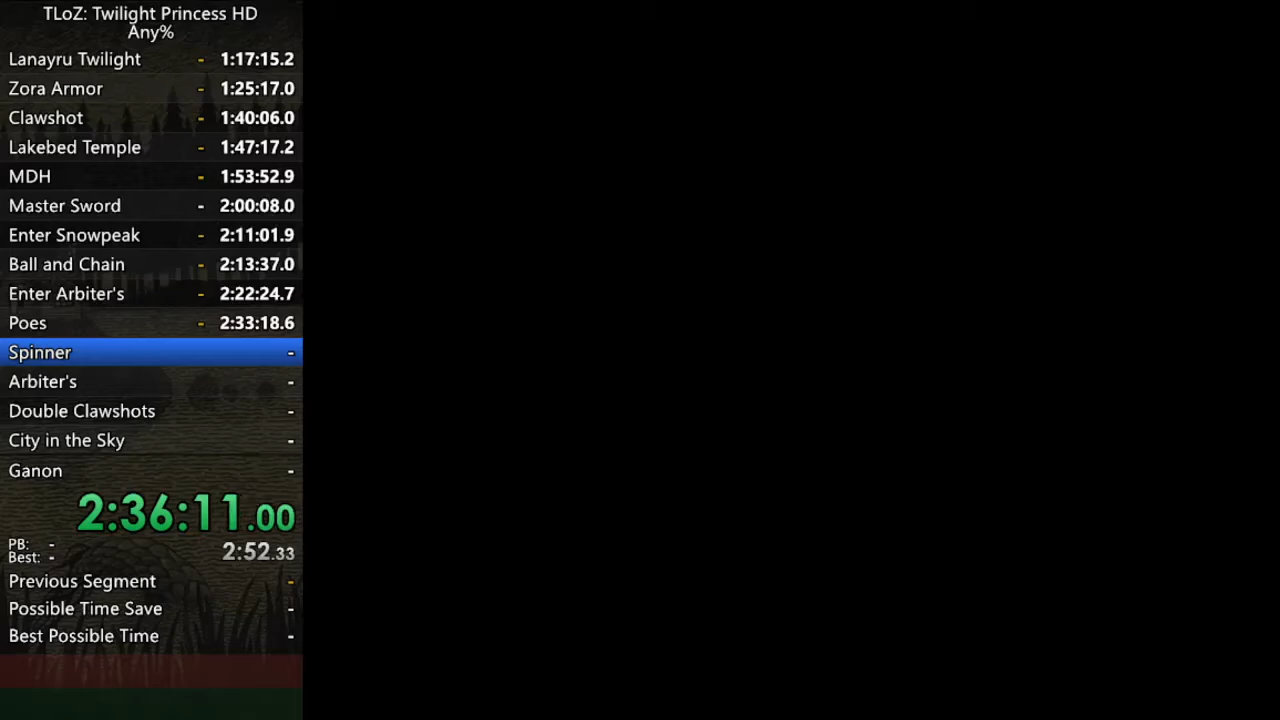 TLoZ: Twilight Princess HD
Any%
Lanayru Twilight - 1:17:15.2
Zora Armor - 1:25:17.0
Clawshot - 1:40:06.0
Lakebed Temple - 1:47:17.2
MDH - 1:53:52.9
Master Sword - 2:00:08.0
Enter Snowpeak - 2:11:01.9
Ball and Chain - 2:13:37.0
Enter Arbiter's - 2:22:24.7
Poes - 2:33:18.6
Spinner -
Arbiter's -
Double Clawshots -
City in the Sky -
Ganon -
2:36:11.00
PB: -
Best: - 2:52.33
Previous Segment -
Possible Time Save -
Best Possible Time -